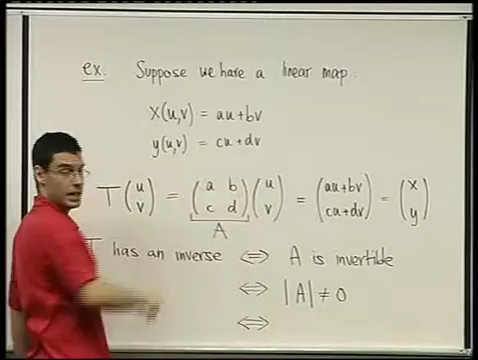 ex. Suppose we have a linear map:
x(u,v) = au+bv
y(u,v) = cu+dv
T(u v) = (a b c d)(u v) = (au+bv cu+dv) = (x y)
A
T has an inverse ⇔ A is invertible
⇔ |A| ≠ 0
⇔